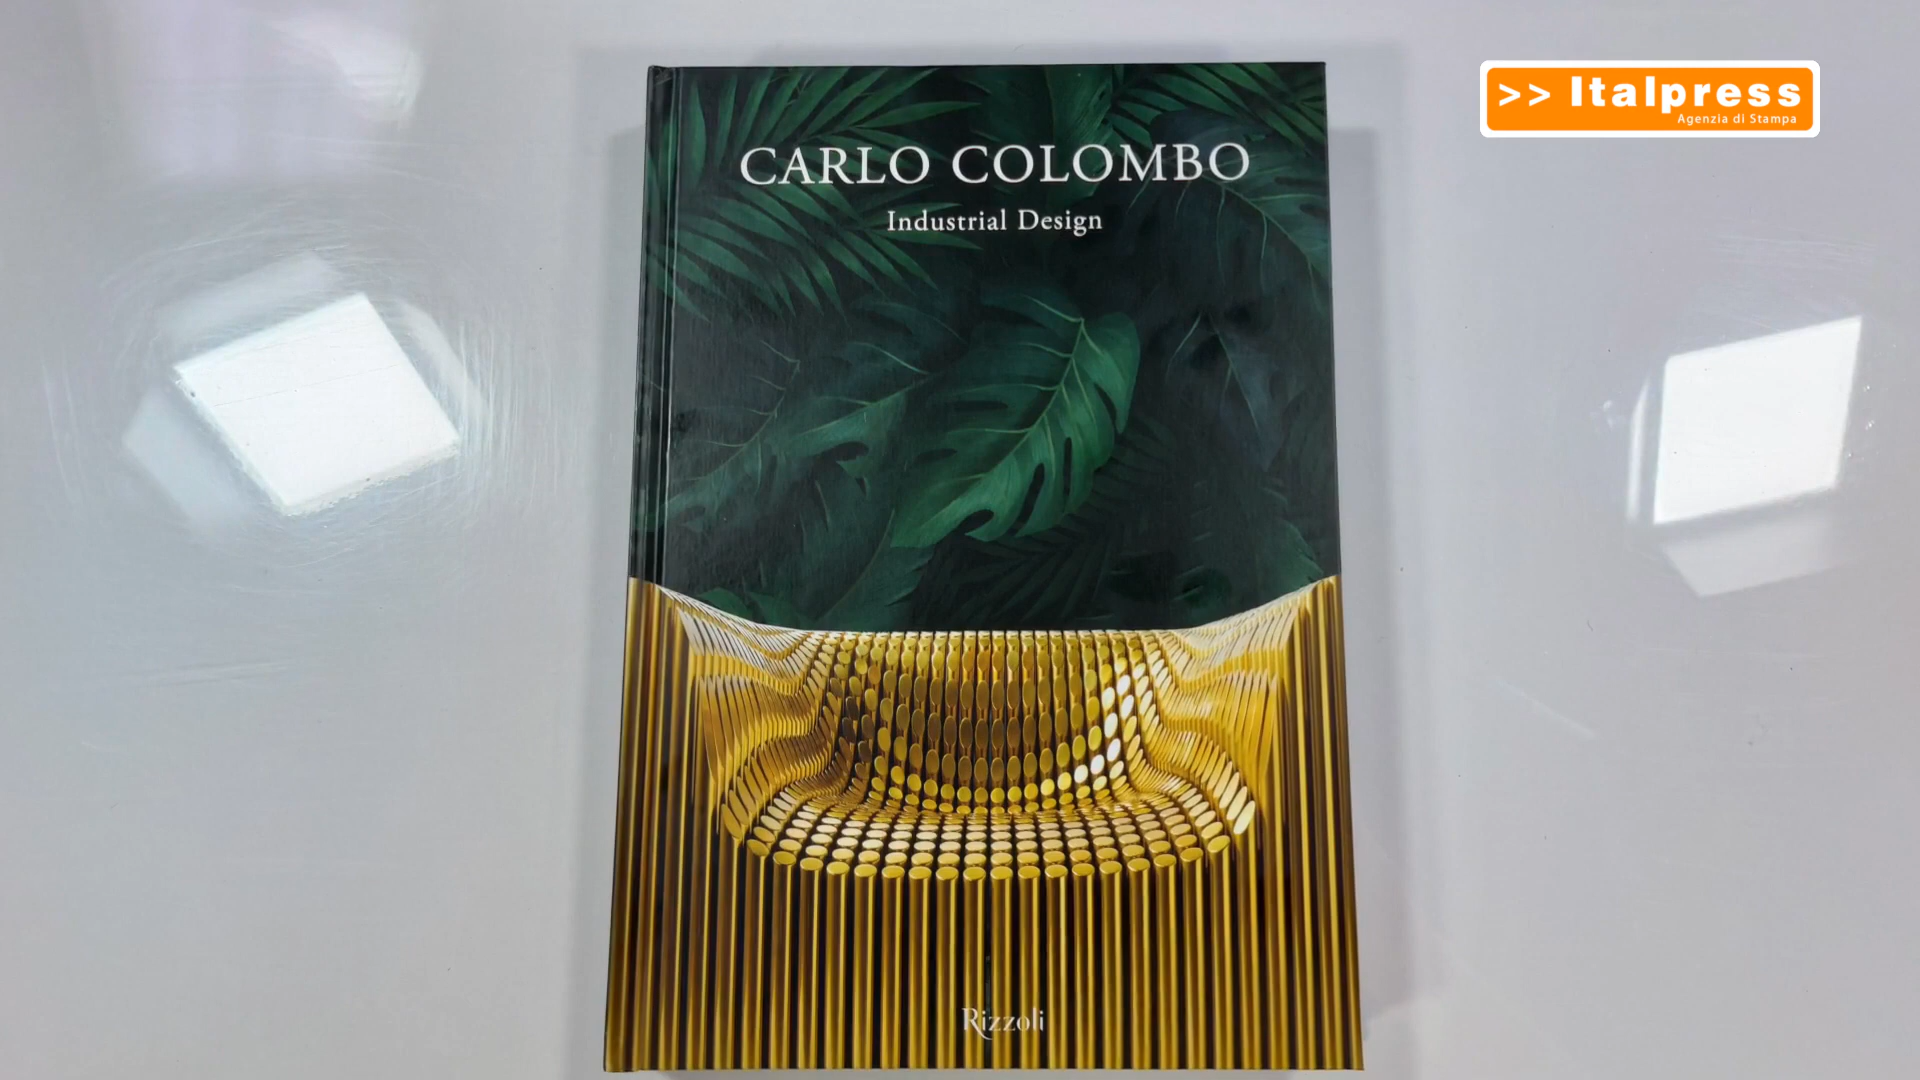 CARLO COLOMBO
Industrial Design
Rizzoli
>> Italpress
Agenzia di Stampa